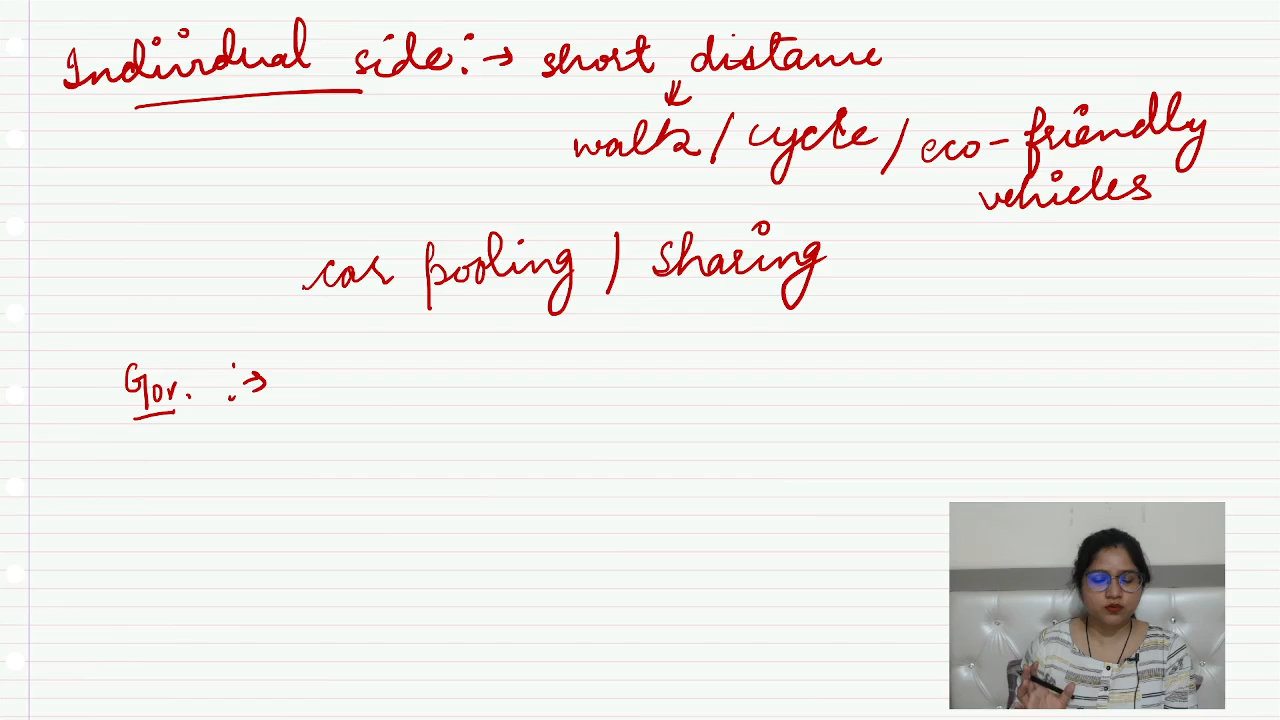 Individual side :→ short distance
↓
walk / cycle / eco-friendly
vehicles
car pooling / sharing
Gov. :→